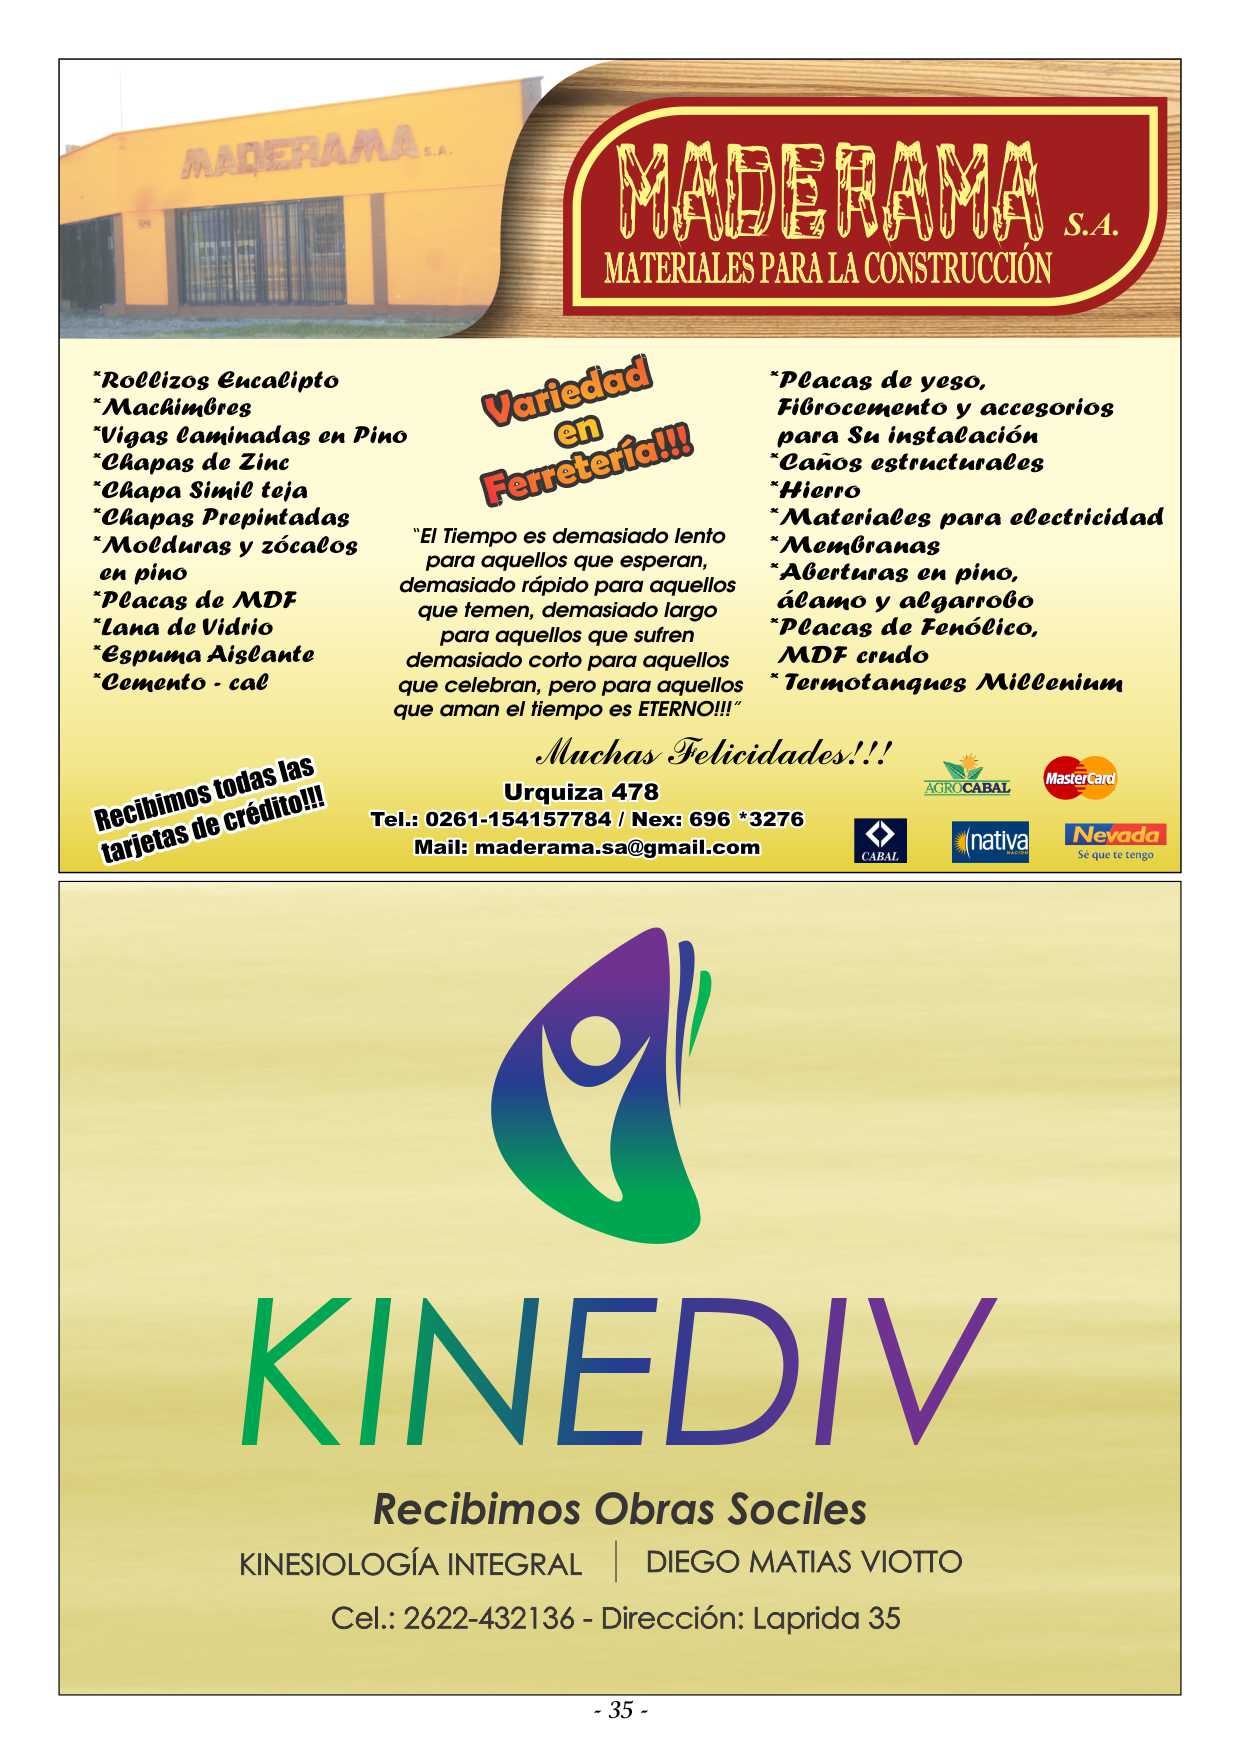 MADERAMA S.A.
MADERAMA S.A.
MATERIALES PARA LA CONSTRUCCIÓN
*Rollizos Eucalipto
*Machimbres
*Vigas laminadas en Pino
*Chapas de Zinc
*Chapa Simil teja
*Chapas Prepintadas
*Molduras y zócalos
en pino
*Placas de MDF
*Lana de Vidrio
*Espuma Aislante
*Cemento - cal
Variedad
en
Ferretería!!!
"El Tiempo es demasiado lento
para aquellos que esperan,
demasiado rápido para aquellos
que temen, demasiado largo
para aquellos que sufren
demasiado corto para aquellos
que celebran, pero para aquellos
que aman el tiempo es ETERNO!!!"
*Placas de yeso,
Fibrocemento y accesorios
para Su instalación
*Caños estructurales
*Hierro
*Materiales para electricidad
*Membranas
*Aberturas en pino,
álamo y algarrobo
*Placas de Fenólico,
MDF crudo
* Termotanques Millenium
Muchas Felicidades!!!
Recibimos todas las
tarjetas de crédito!!!
Urquiza 478
Tel.: 0261-154157784 / Nex: 696 *3276
Mail: maderama.sa@gmail.com
AGROCABAL
MasterCard
CABAL
nativa
NACIÓN
Nevada
Sé que te tengo
KINEDIV
Recibimos Obras Sociles
KINESIOLOGÍA INTEGRAL
DIEGO MATIAS VIOTTO
Cel.: 2622-432136 - Dirección: Laprida 35
- 35 -